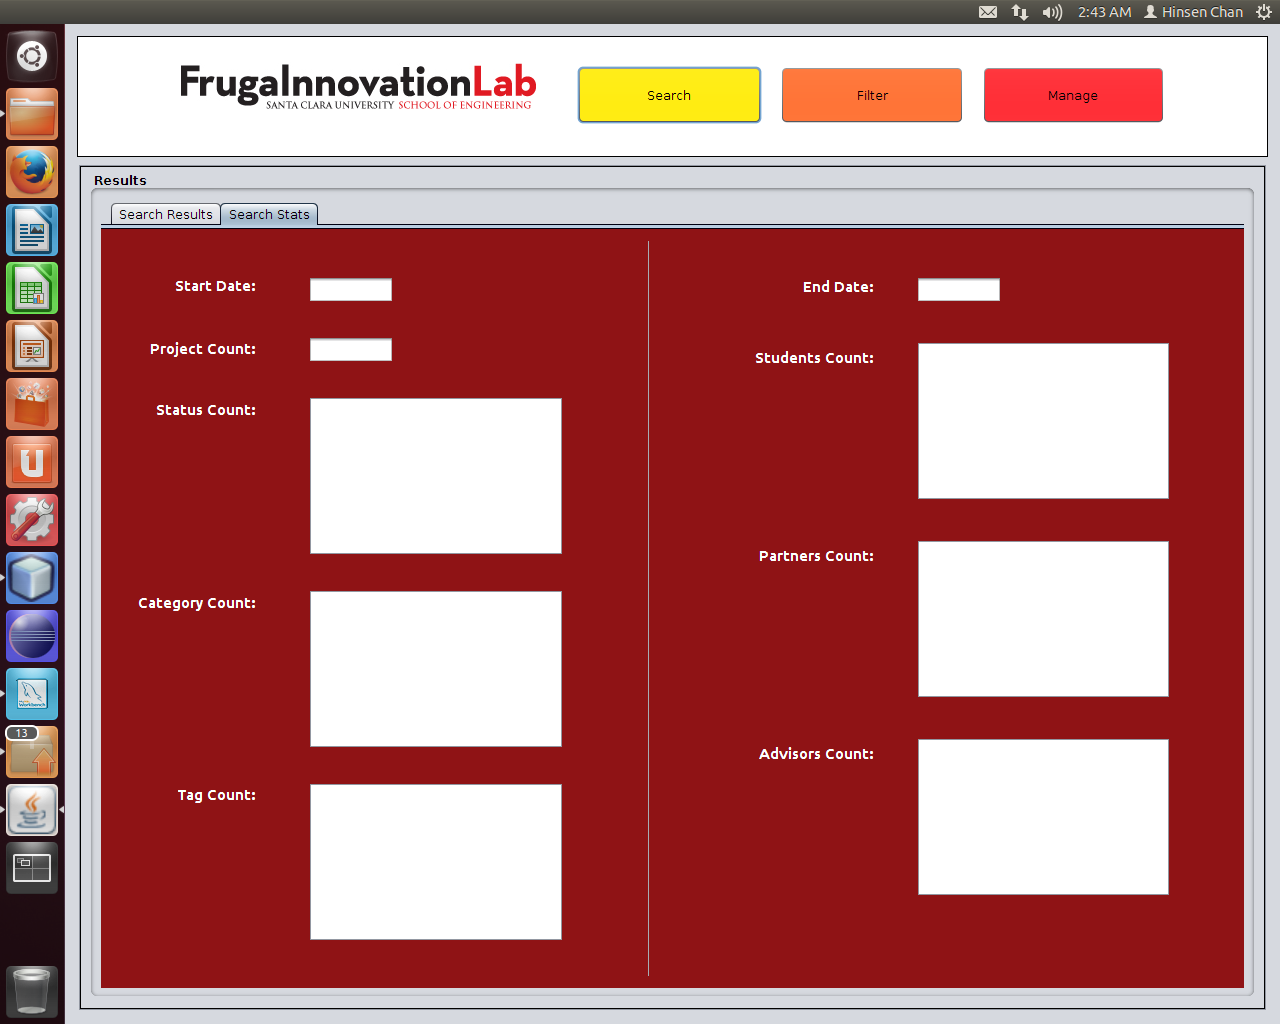 2:43 AM Hinsen Chan
FrugalInnovationLab
SANTA CLARA UNIVERSITY SCHOOL OF ENGINEERING
Search Filter Manage
Results
Search Results Search Stats
Start Date: End Date:
Project Count:
Students Count:
Status Count:
Partners Count:
Category Count:
Advisors Count:
Tag Count:
Workbench
13